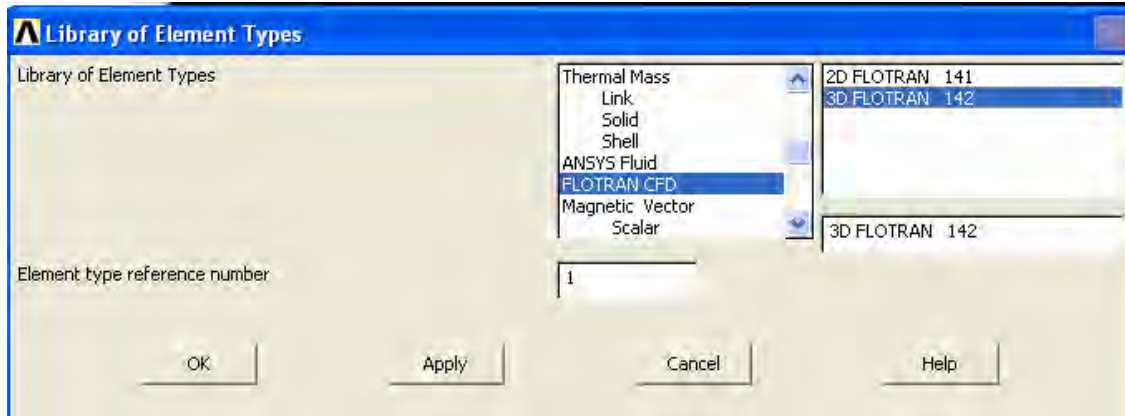 Library of Element Types
Library of Element Types
Thermal Mass
Link
Solid
Shell
ANSYS Fluid
FLOTRAN CFD
Magnetic Vector
Scalar
2D FLOTRAN 141
3D FLOTRAN 142
3D FLOTRAN 142
Element type reference number
1
OK
Apply
Cancel
Help